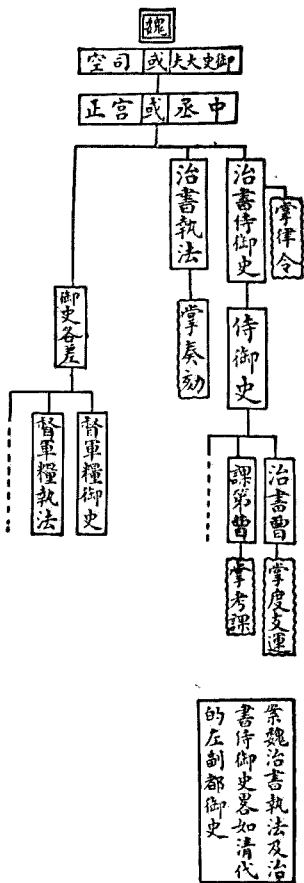 魏
御史大夫或司空
中丞或宫正
掌律令
治書侍御史
治書執法
掌奏劾
侍御史
御史各差
治書曹
課第曹
督軍糧御史
督軍糧執法
掌度支運
掌考課
案魏治書執法及治
書侍御史畧如清代
的左副都御史